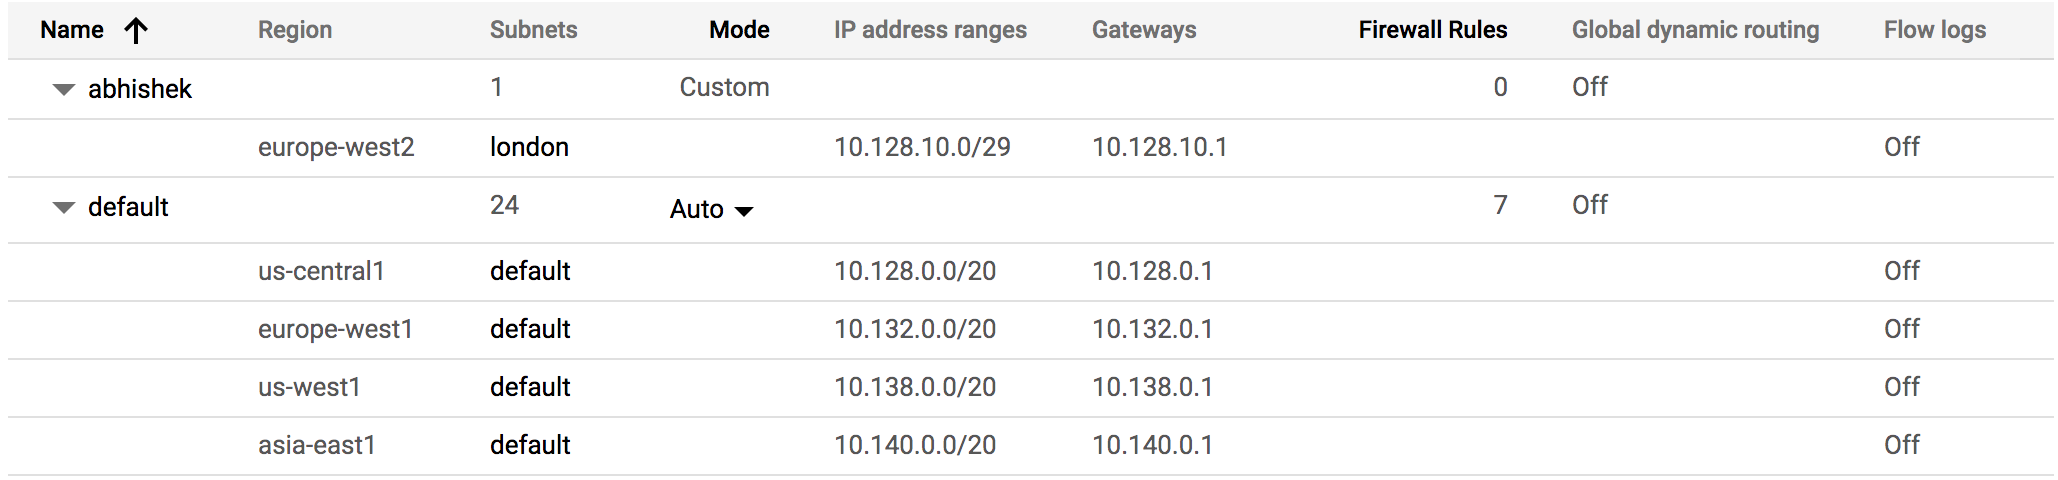 Name Region Subnets Mode IP address ranges Gateways Firewall Rules Global dynamic routing Flow logs
abhishek 1 Custom 0 Off
europe-west2 london 10.128.10.0/29 10.128.10.1 Off
default 24 Auto 7 Off
us-central1 default 10.128.0.0/20 10.128.0.1 Off
europe-west1 default 10.132.0.0/20 10.132.0.1 Off
us-west1 default 10.138.0.0/20 10.138.0.1 Off
asia-east1 default 10.140.0.0/20 10.140.0.1 Off